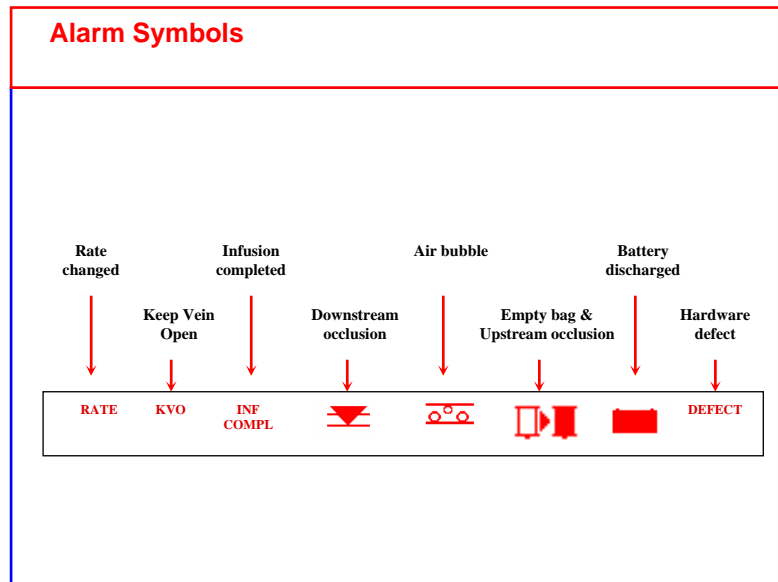 Alarm Symbols
Rate
changed
Infusion
completed
Air bubble
Battery
discharged
Keep Vein
Open
Downstream
occlusion
Empty bag &
Upstream occlusion
Hardware
defect
RATE
KVO
INF
COMPL
DEFECT